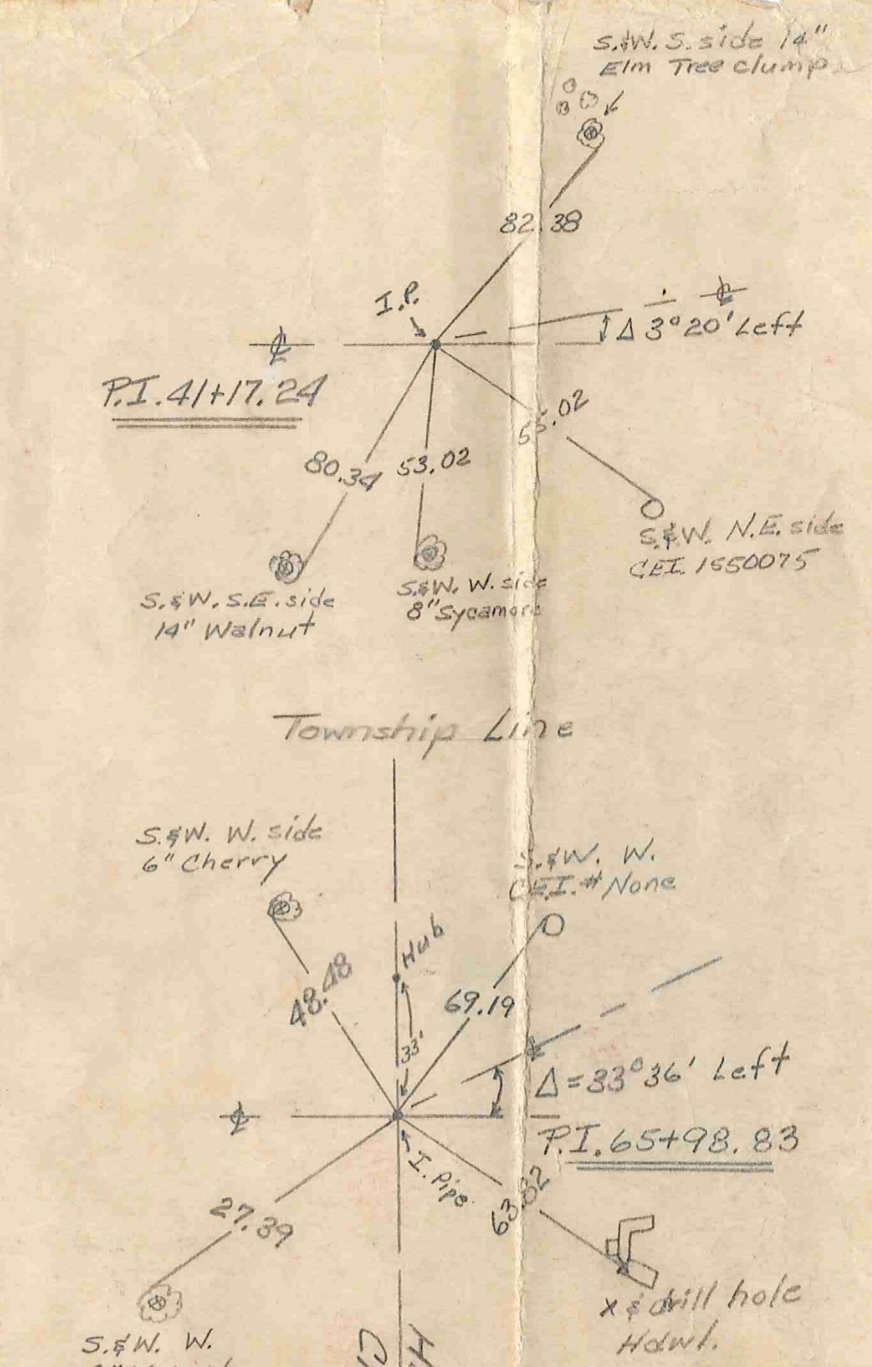 S.&W. S. side 14"
Elm Tree clump
82.38
I.P.
℄
℄
Δ 3°20' Left
P.I. 41+17.24
55.02
80.34
53.02
S.&W. N.E. side
CEI. 1550075
S.&W. S.E. side
14" Walnut
S.&W. W. side
8" Sycamore
Township Line
S.&W. W. side
6" Cherry
S.&W. W.
CEI. # None
Hub
48.48
69.19
33'
Δ = 33°36' Left
℄
P.I. 65+98.83
I. Pipe
63.82
27.39
x & drill hole
Hdwl.
S.&W. W.